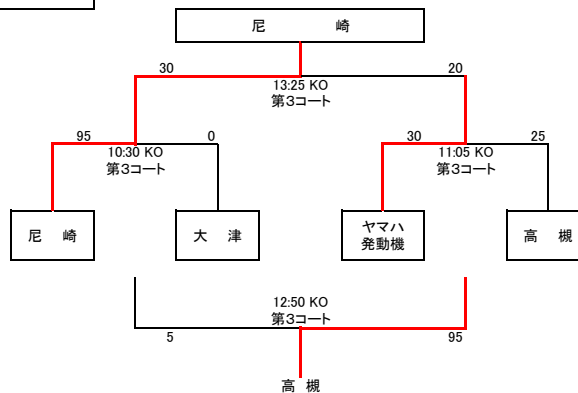 尼 崎
30 20
13:25 KO
第3コート
95 0 30 25
10:30 KO 11:05 KO
第3コート 第3コート
尼 崎 大 津 ヤマハ
発動機 高 槻
12:50 KO
第3コート
5 95
高 槻